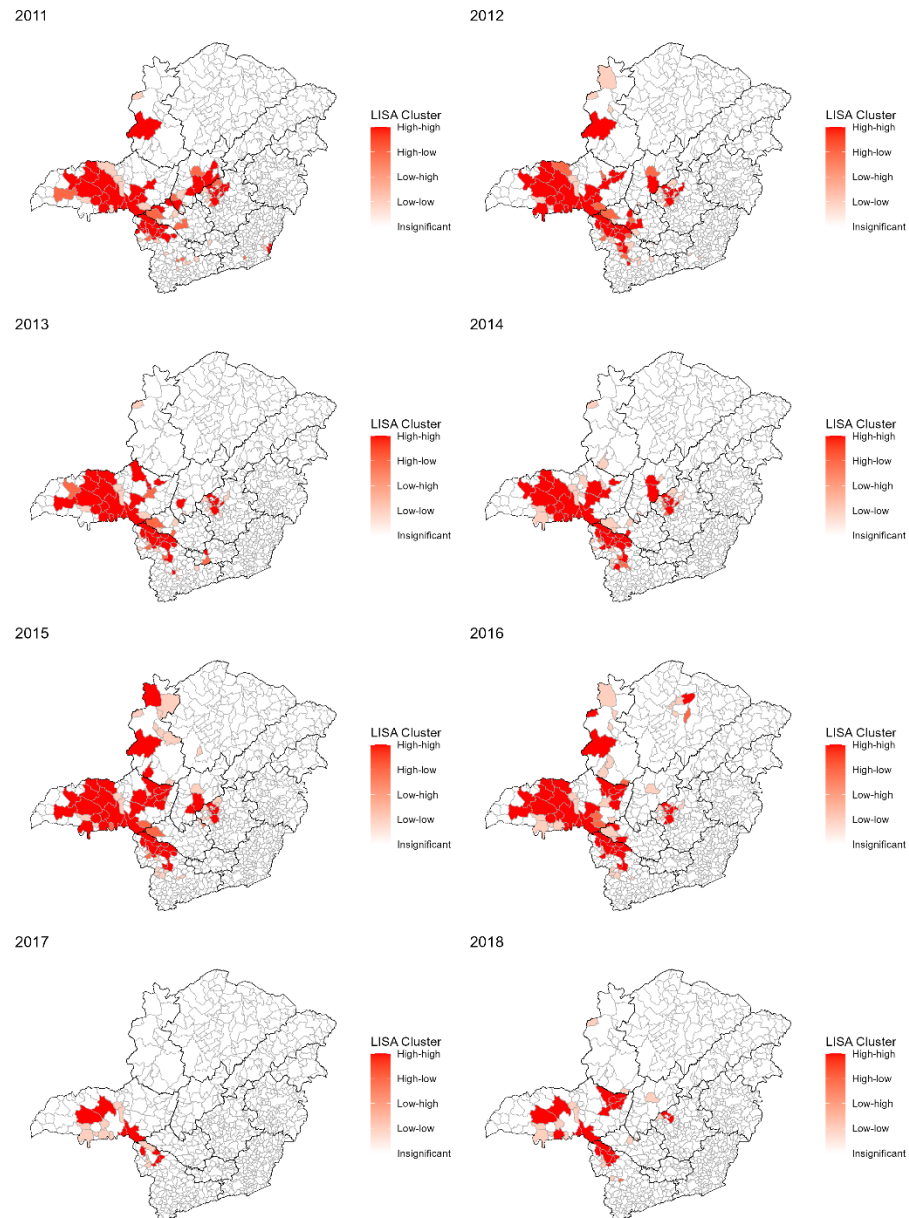 2011
2012
LISA Cluster
High-high
High-low
Low-high
Low-low
Insignificant
LISA Cluster
High-high
High-low
Low-high
Low-low
Insignificant
2013
2014
LISA Cluster
High-high
High-low
Low-high
Low-low
Insignificant
LISA Cluster
High-high
High-low
Low-high
Low-low
Insignificant
2015
2016
LISA Cluster
High-high
High-low
Low-high
Low-low
Insignificant
LISA Cluster
High-high
High-low
Low-high
Low-low
Insignificant
2017
2018
LISA Cluster
High-high
High-low
Low-high
Low-low
Insignificant
LISA Cluster
High-high
High-low
Low-high
Low-low
Insignificant